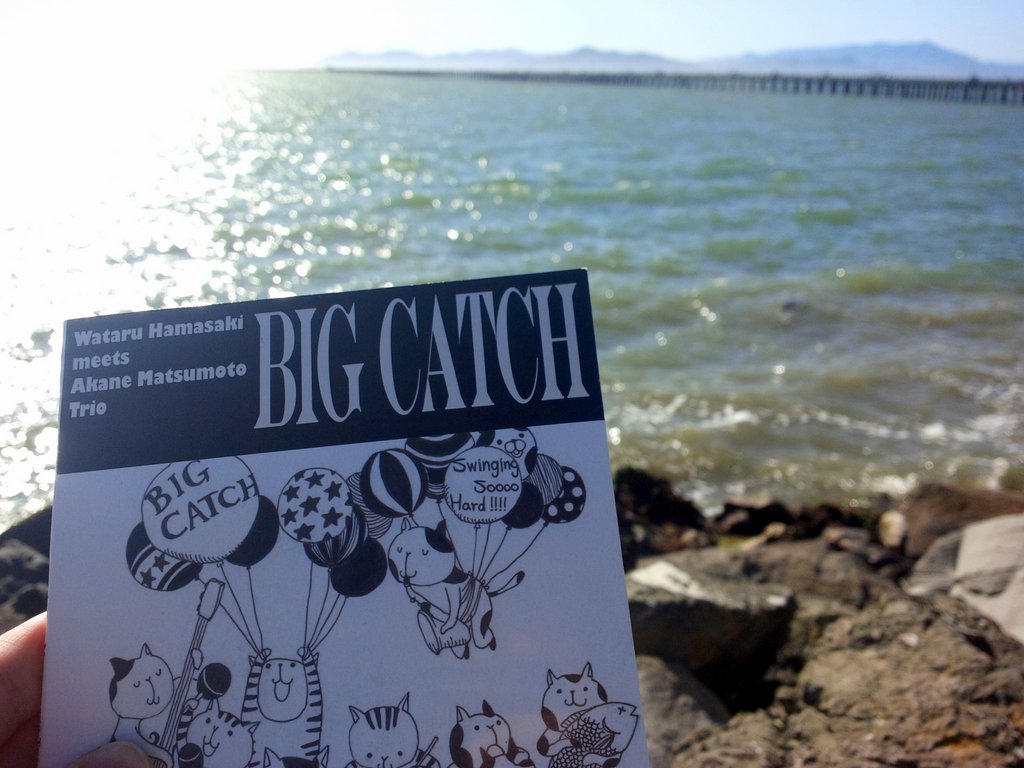 Wataru Hamasaki
meets
Akane Matsumoto
Trio
BIG CATCH
BIG
CATCH
Swinging
Soooo
Hard!!!!